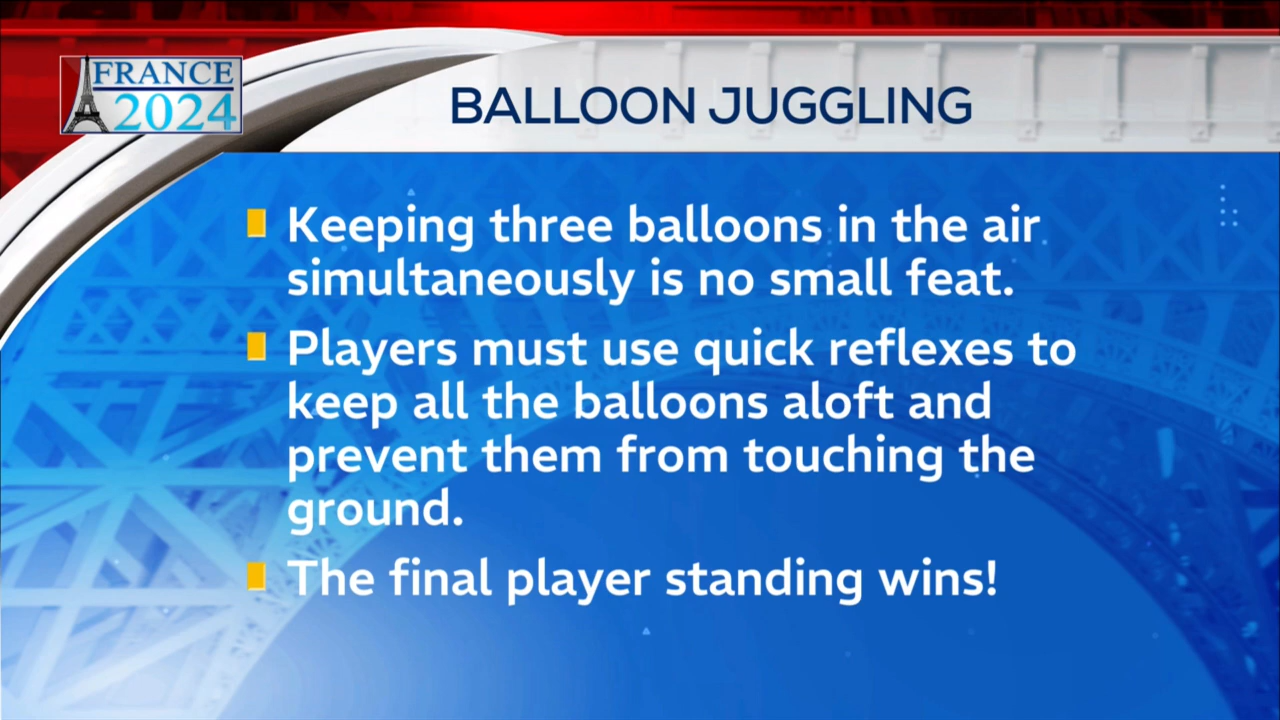 FRANCE
2024
BALLOON JUGGLING
Keeping three balloons in the air
simultaneously is no small feat.
Players must use quick reflexes to
keep all the balloons aloft and
prevent them from touching the
ground.
The final player standing wins!